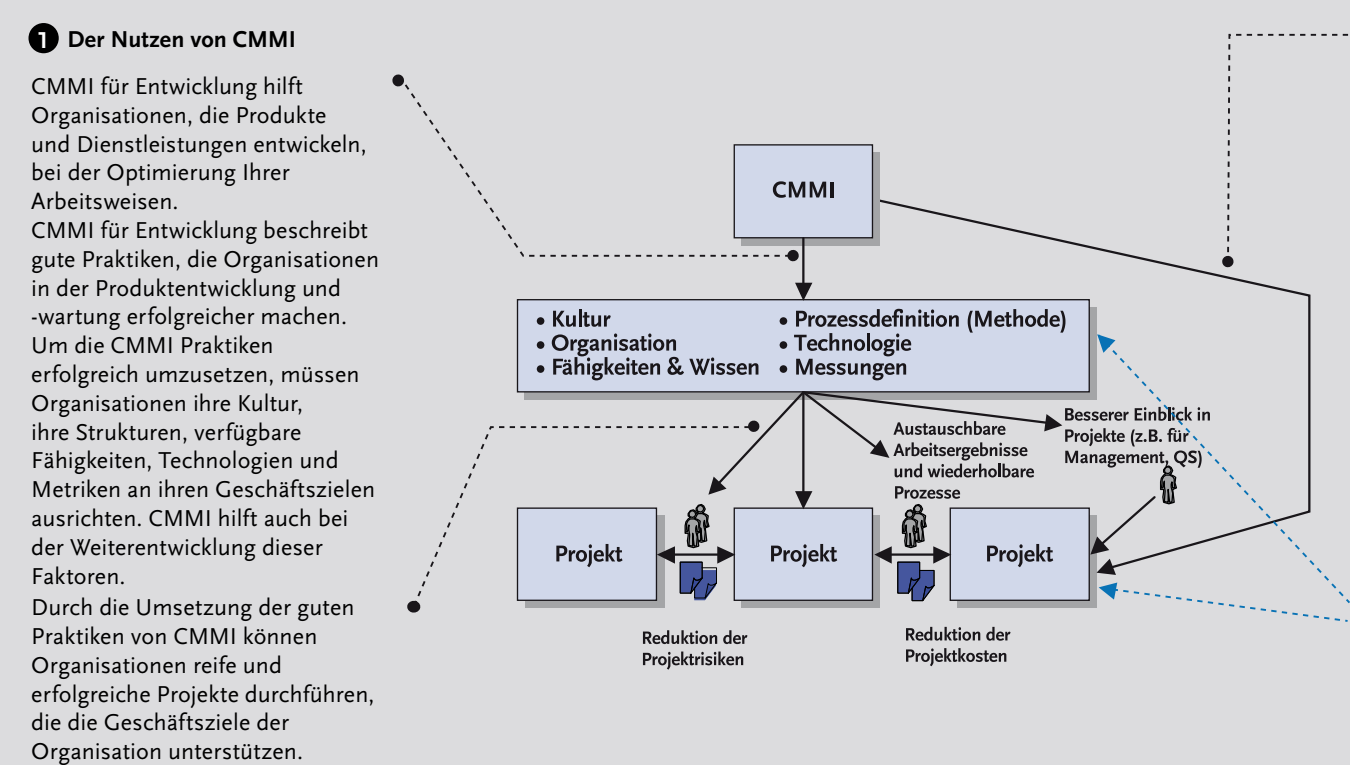 1 Der Nutzen von CMMI
CMMI für Entwicklung hilft
Organisationen, die Produkte
und Dienstleistungen entwickeln,
bei der Optimierung Ihrer
Arbeitsweisen.
CMMI für Entwicklung beschreibt
gute Praktiken, die Organisationen
in der Produktentwicklung und
-wartung erfolgreicher machen.
Um die CMMI Praktiken
erfolgreich umzusetzen, müssen
Organisationen ihre Kultur,
ihre Strukturen, verfügbare
Fähigkeiten, Technologien und
Metriken an ihren Geschäftszielen
ausrichten. CMMI hilft auch bei
der Weiterentwicklung dieser
Faktoren.
Durch die Umsetzung der guten
Praktiken von CMMI können
Organisationen reife und
erfolgreiche Projekte durchführen,
die die Geschäftsziele der
Organisation unterstützen.
CMMI
• Kultur
• Organisation
• Fähigkeiten & Wissen
• Prozessdefinition (Methode)
• Technologie
• Messungen
Austauschbare
Arbeitsergebnisse
und wiederholbare
Prozesse
Besserer Einblick in
Projekte (z.B. für
Management, QS)
Projekt
Projekt
Projekt
Reduktion der
Projektrisiken
Reduktion der
Projektkosten